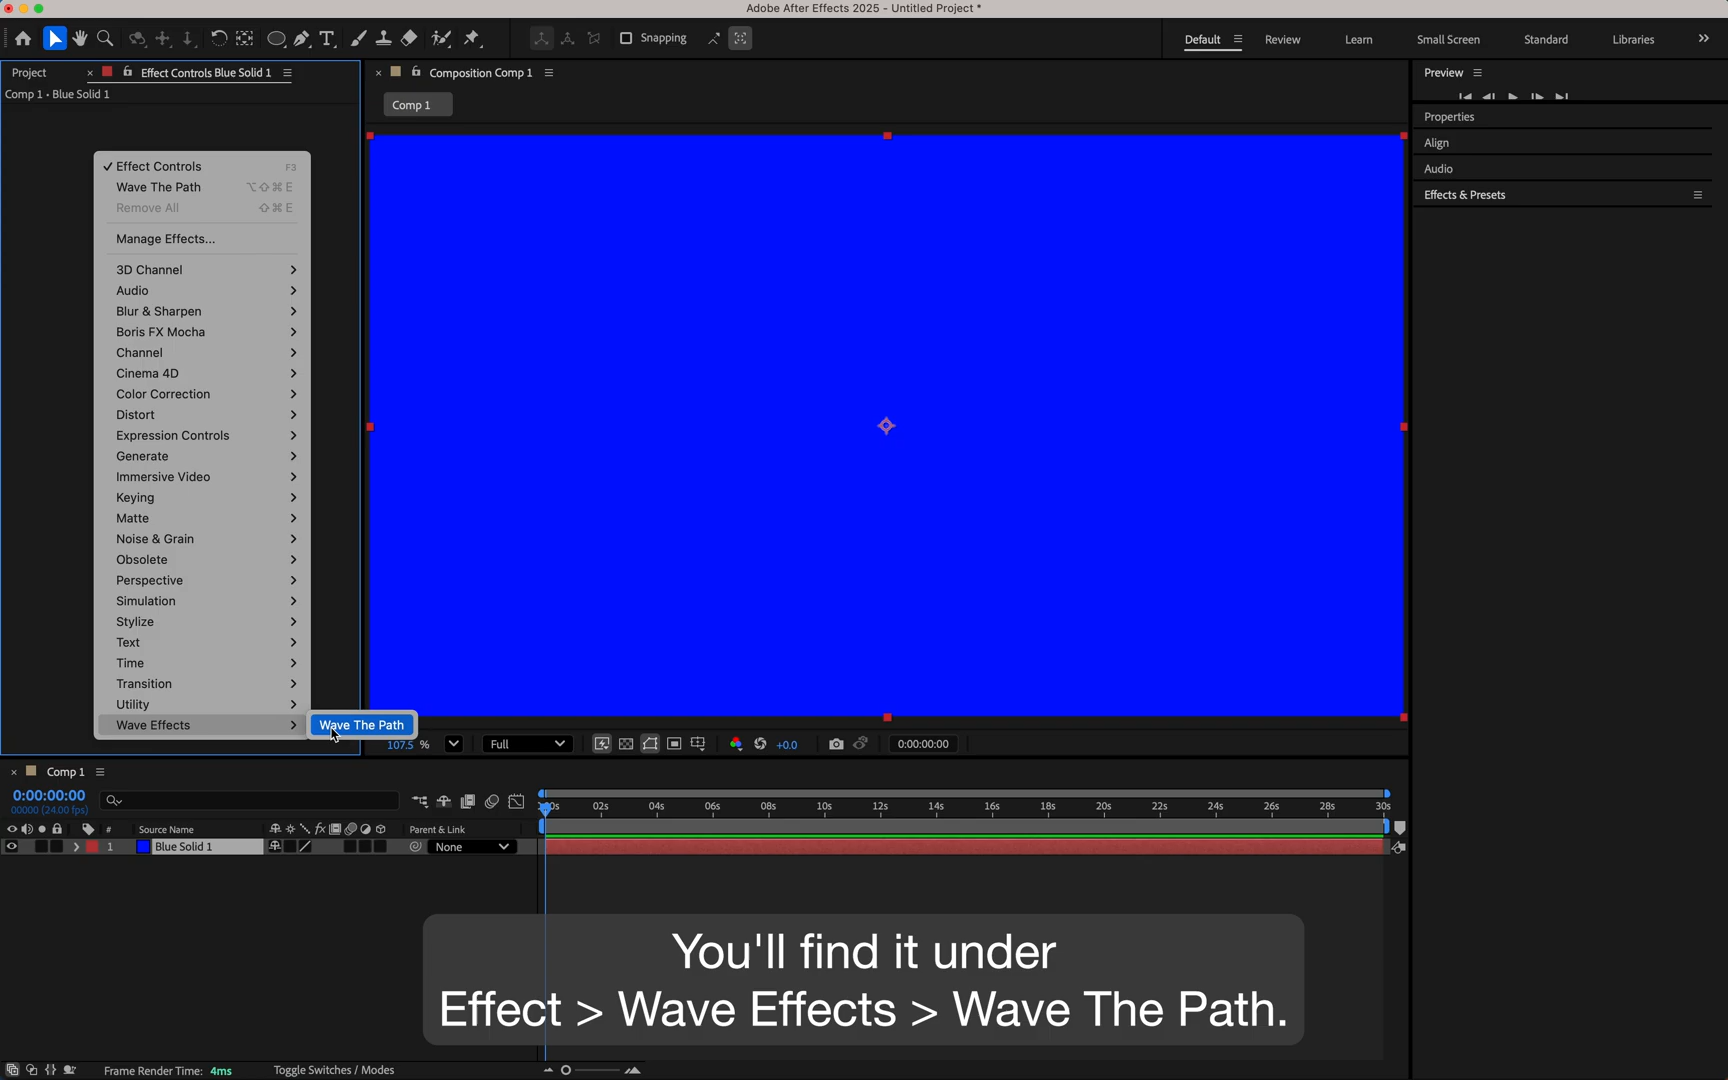 Adobe After Effects 2025 - Untitled Project *
Snapping
Default
Review
Learn
Small Screen
Standard
Libraries
Project
Effect Controls Blue Solid 1
Composition Comp 1
Preview
Comp 1 • Blue Solid 1
Comp 1
Properties
Align
Audio
Effects & Presets
Effect Controls F3
Wave The Path ⌥⇧⌘E
Remove All ⇧⌘E
Manage Effects...
3D Channel
Audio
Blur & Sharpen
Boris FX Mocha
Channel
Cinema 4D
Color Correction
Distort
Expression Controls
Generate
Immersive Video
Keying
Matte
Noise & Grain
Obsolete
Perspective
Simulation
Stylize
Text
Time
Transition
Utility
Wave Effects
Wave The Path
107.5 %
Full
+0.0
0:00:00:00
Comp 1
0:00:00:00
00000 (24.00 fps)
02s 04s 06s 08s 10s 12s 14s 16s 18s 20s 22s 24s 26s 28s 30s
# Source Name
fx
Parent & Link
1 Blue Solid 1
None
You'll find it under
Effect > Wave Effects > Wave The Path.
Frame Render Time: 4ms
Toggle Switches / Modes